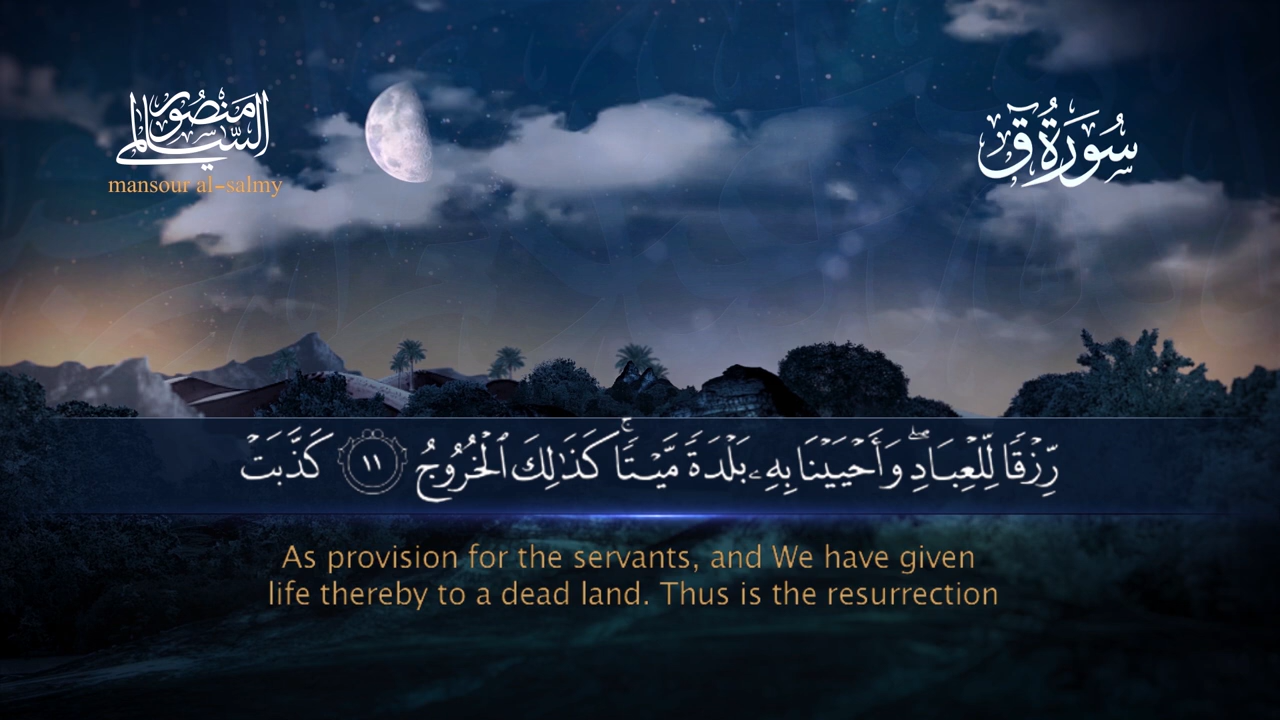 منصور السالمي
mansour al-salmy
سُورَةُ قٓ
رِّزْقًا لِّلْعِبَادِ ۖ وَأَحْيَيْنَا بِهِۦ بَلْدَةً مَّيْتًا ۚ كَذَٰلِكَ ٱلْخُرُوجُ ١١ كَذَّبَتْ
As provision for the servants, and We have given
life thereby to a dead land. Thus is the resurrection